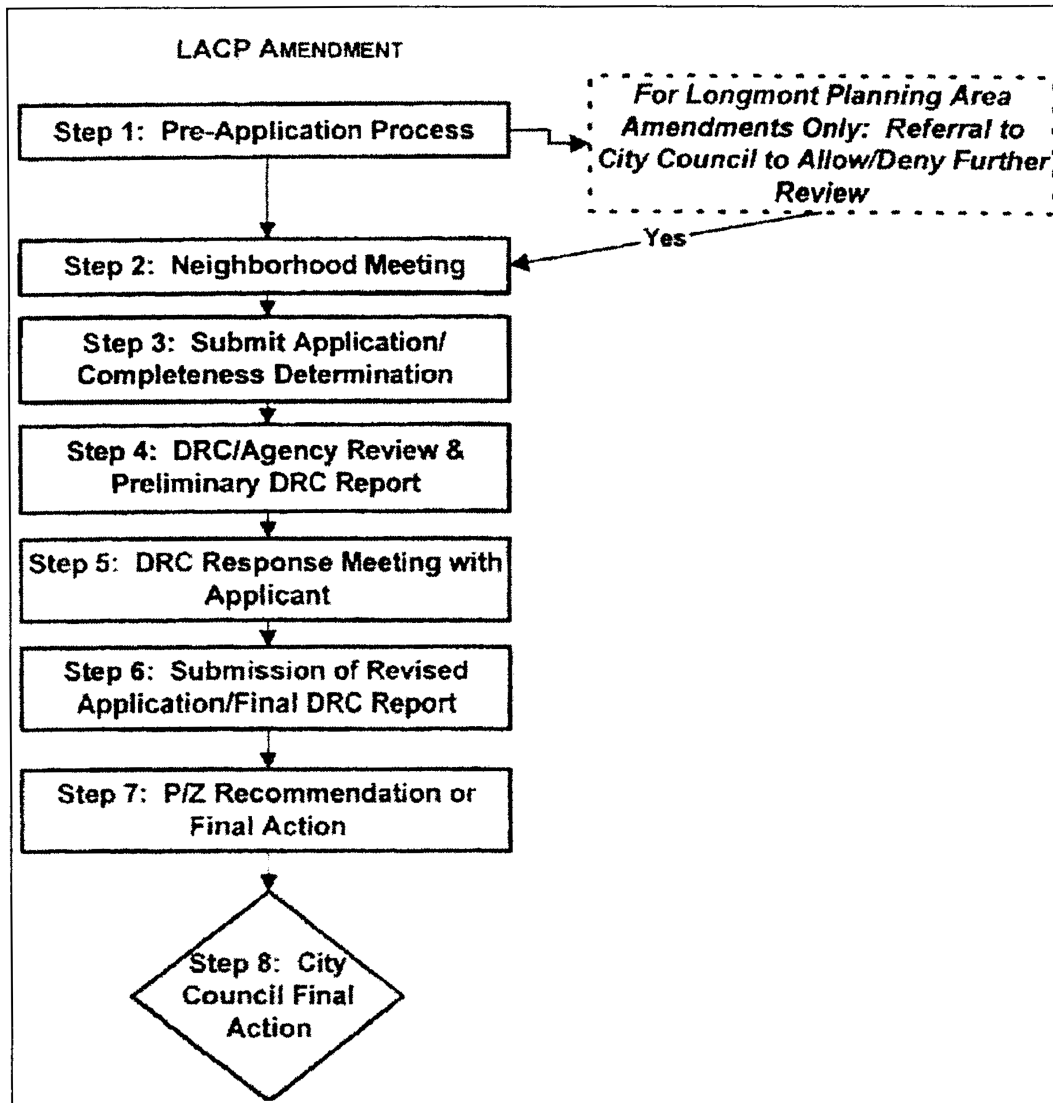 LACP AMENDMENT
Step 1: Pre-Application Process
For Longmont Planning Area
Amendments Only: Referral to
City Council to Allow/Deny Further
Review
Yes
Step 2: Neighborhood Meeting
Step 3: Submit Application/
Completeness Determination
Step 4: DRC/Agency Review &
Preliminary DRC Report
Step 5: DRC Response Meeting with
Applicant
Step 6: Submission of Revised
Application/Final DRC Report
Step 7: P/Z Recommendation or
Final Action
Step 8: City
Council Final
Action